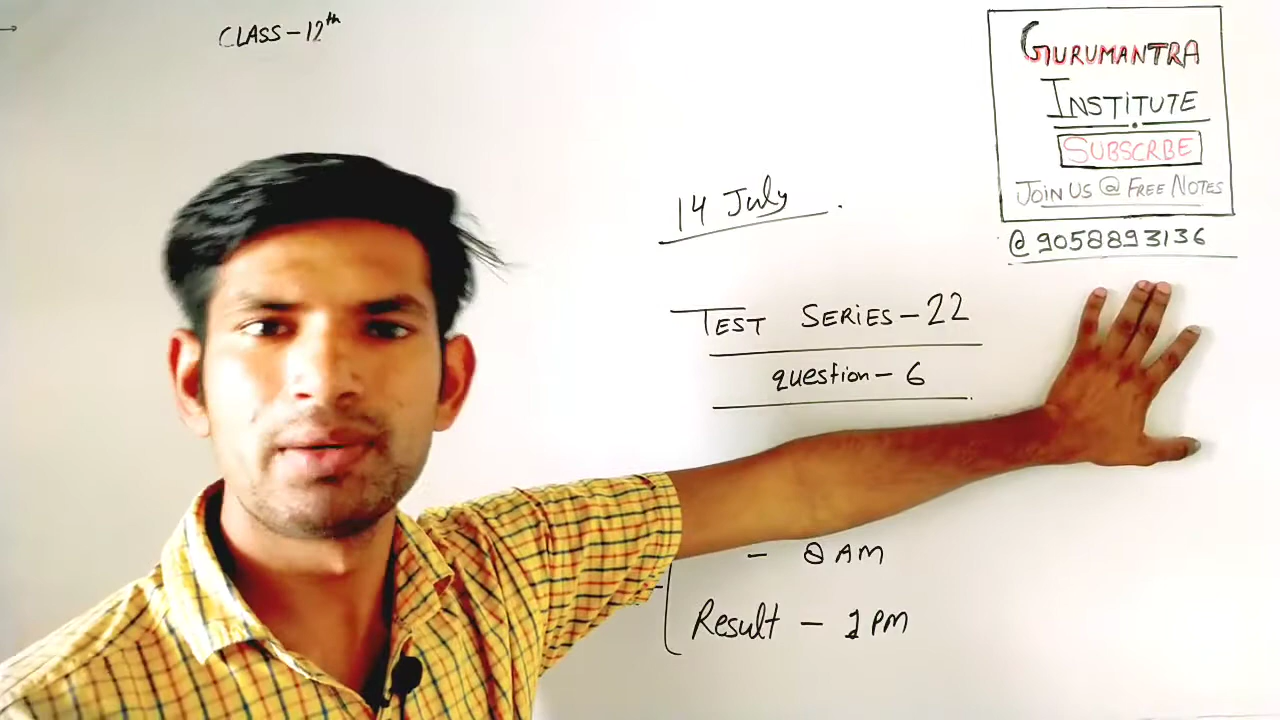 CLASS-12th
GURUMANTRA
INSTITUTE
SUBSCRBE
JOIN US @ FREE NOTES
@9058893136
14 July
TEST SERIES-22
question-6
- 8 AM
Result - 2 PM